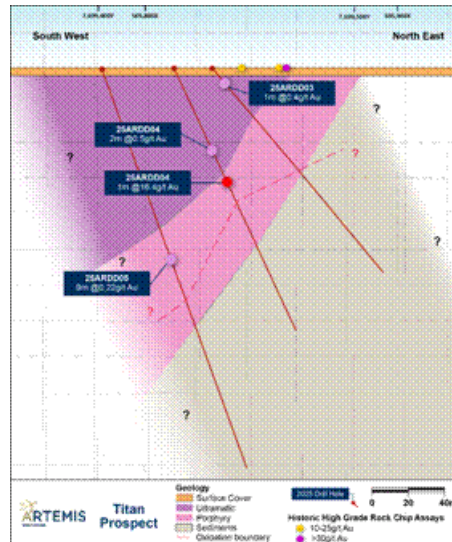 South West
North East
25ARDD03
1m @0.4g/t Au
25ARDD04
2m @0.5g/t Au
25ARDD04
1m @16.4g/t Au
25ARDD05
9m @0.22g/t Au
?
?
?
?
?
?
?
ARTEMIS
Titan
Prospect
Geology
Surface Cover
Ultramafic
Porphyry
Sediments
Oxidation boundary
2025 Drill Hole
0
Historic High Grade Rock Chip Assays
10-25g/t Au
>30g/t Au